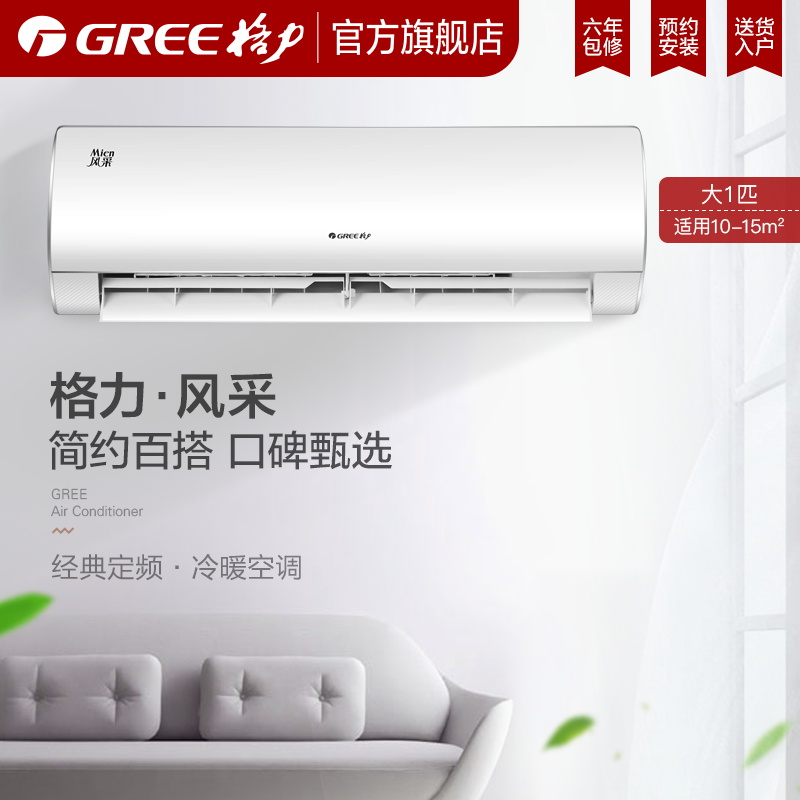 GREE格力 官方旗舰店
六年包修
预约安装
送货入户
Micn
风采
GREE格力
大1匹
适用10-15m²
格力·风采
简约百搭 口碑甄选
GREE
Air Conditioner
经典定频·冷暖空调